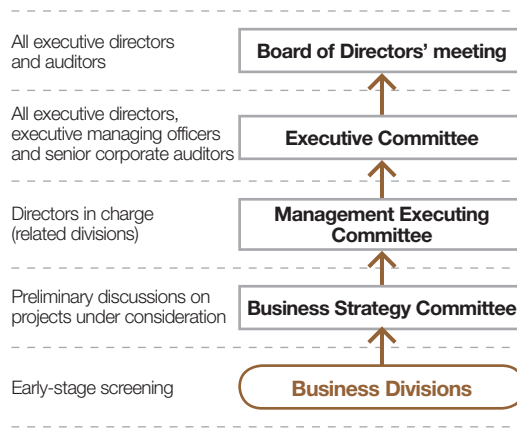 All executive directors
and auditors
Board of Directors’ meeting
All executive directors,
executive managing officers
and senior corporate auditors
Executive Committee
Directors in charge
(related divisions)
Management Executing
Committee
Preliminary discussions on
projects under consideration
Business Strategy Committee
Early-stage screening
Business Divisions